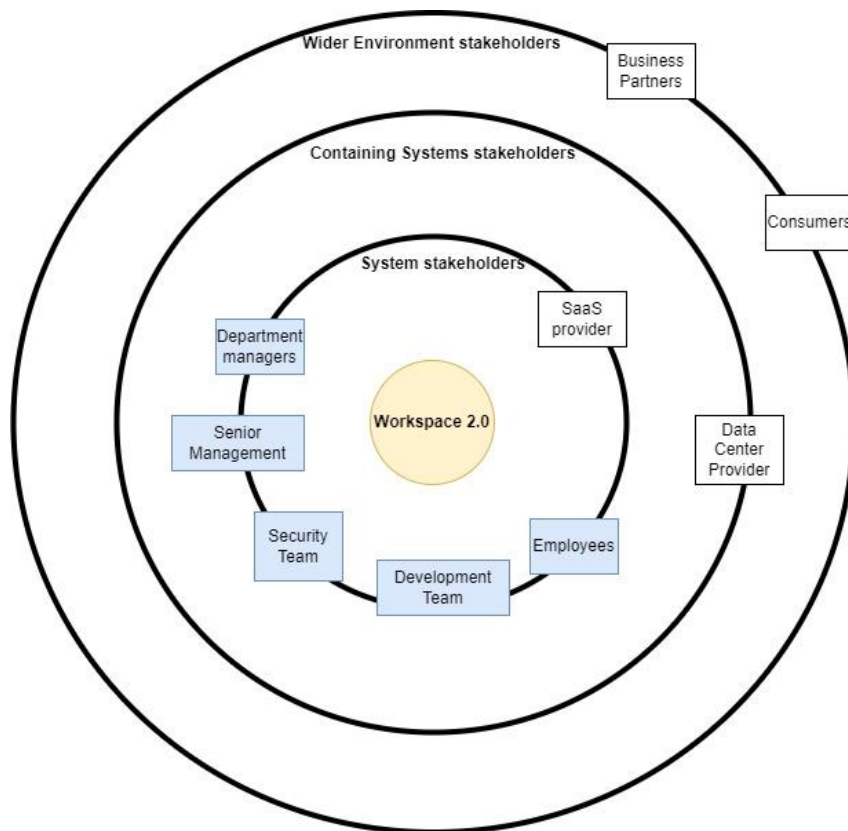 Wider Environment stakeholders
Business
Partners
Containing Systems stakeholders
Consumers
System stakeholders
SaaS
provider
Department
managers
Workspace 2.0
Senior
Management
Data
Center
Provider
Security
Team
Employees
Development
Team